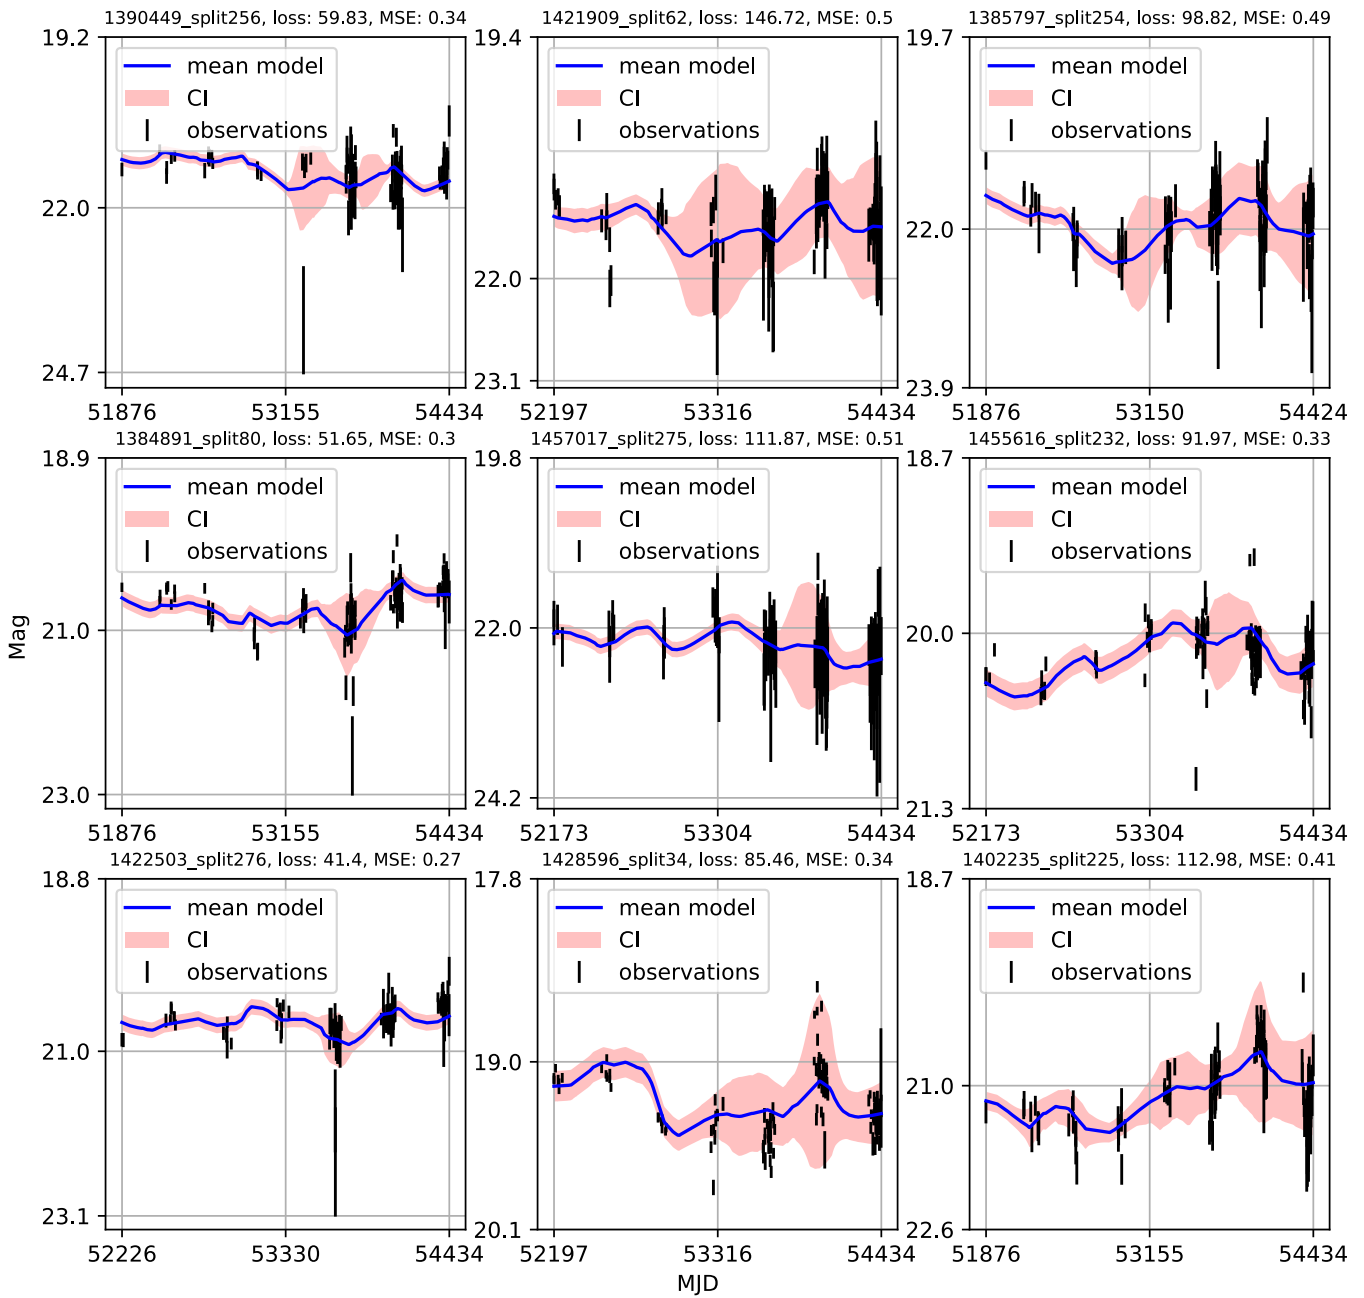 1390449_split256, loss: 59.83, MSE: 0.34
19.2
22.0
24.7
mean model
CI
observations
51876
53155
54434
1421909_split62, loss: 146.72, MSE: 0.5
19.4
22.0
23.1
mean model
CI
observations
52197
53316
54434
1385797_split254, loss: 98.82, MSE: 0.49
19.7
22.0
23.9
mean model
CI
observations
51876
53150
54424
1384891_split80, loss: 51.65, MSE: 0.3
18.9
21.0
23.0
mean model
CI
observations
51876
53155
54434
1457017_split275, loss: 111.87, MSE: 0.51
19.8
22.0
24.2
mean model
CI
observations
52173
53304
54434
1455616_split232, loss: 91.97, MSE: 0.33
18.7
20.0
21.3
mean model
CI
observations
52173
53304
54434
Mag
1422503_split276, loss: 41.4, MSE: 0.27
18.8
21.0
23.1
mean model
CI
observations
52226
53330
54434
1428596_split34, loss: 85.46, MSE: 0.34
17.8
19.0
20.1
mean model
CI
observations
52197
53316
54434
1402235_split225, loss: 112.98, MSE: 0.41
18.7
21.0
22.6
mean model
CI
observations
51876
53155
54434
MJD